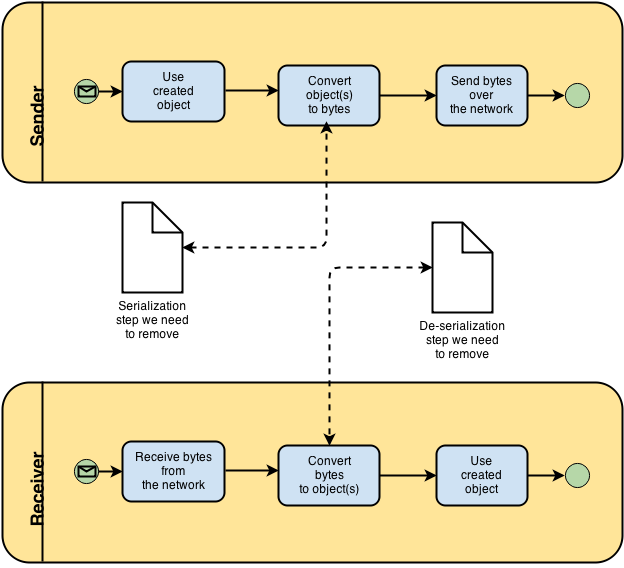 Sender
Use
created
object
Convert
object(s)
to bytes
Send bytes
over
the network
Serialization
step we need
to remove
De-serialization
step we need
to remove
Receiver
Receive bytes
from
the network
Convert
bytes
to object(s)
Use
created
object